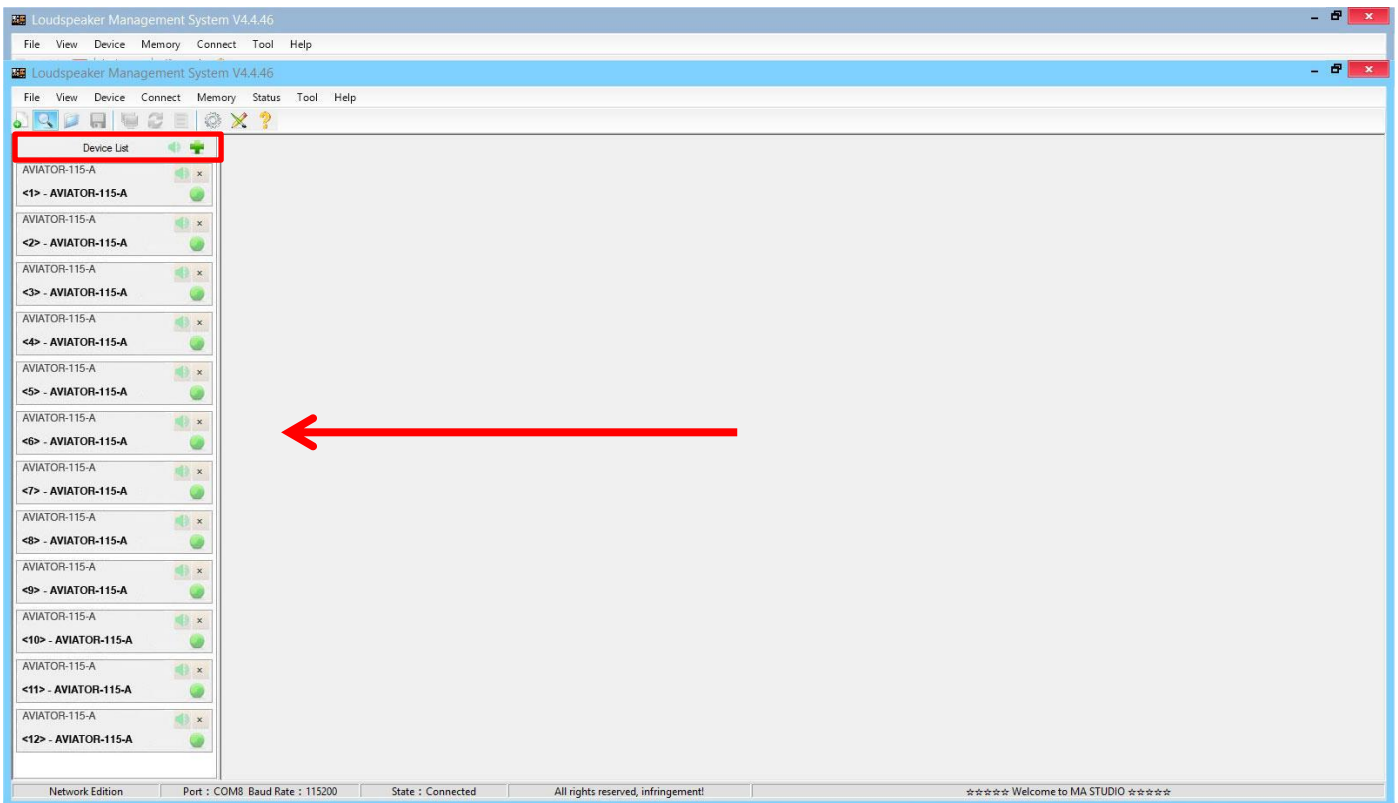 Loudspeaker Management System V4.4.46
File View Device Memory Connect Tool Help
Loudspeaker Management System V4.4.46
File View Device Connect Memory Status Tool Help
Device List
AVIATOR-115-A
<1> - AVIATOR-115-A
AVIATOR-115-A
<2> - AVIATOR-115-A
AVIATOR-115-A
<3> - AVIATOR-115-A
AVIATOR-115-A
<4> - AVIATOR-115-A
AVIATOR-115-A
<5> - AVIATOR-115-A
AVIATOR-115-A
<6> - AVIATOR-115-A
AVIATOR-115-A
<7> - AVIATOR-115-A
AVIATOR-115-A
<8> - AVIATOR-115-A
AVIATOR-115-A
<9> - AVIATOR-115-A
AVIATOR-115-A
<10> - AVIATOR-115-A
AVIATOR-115-A
<11> - AVIATOR-115-A
AVIATOR-115-A
<12> - AVIATOR-115-A
Network Edition Port : COM8 Baud Rate : 115200 State : Connected All rights reserved, infringement! ☆☆☆☆☆ Welcome to MA STUDIO ☆☆☆☆☆